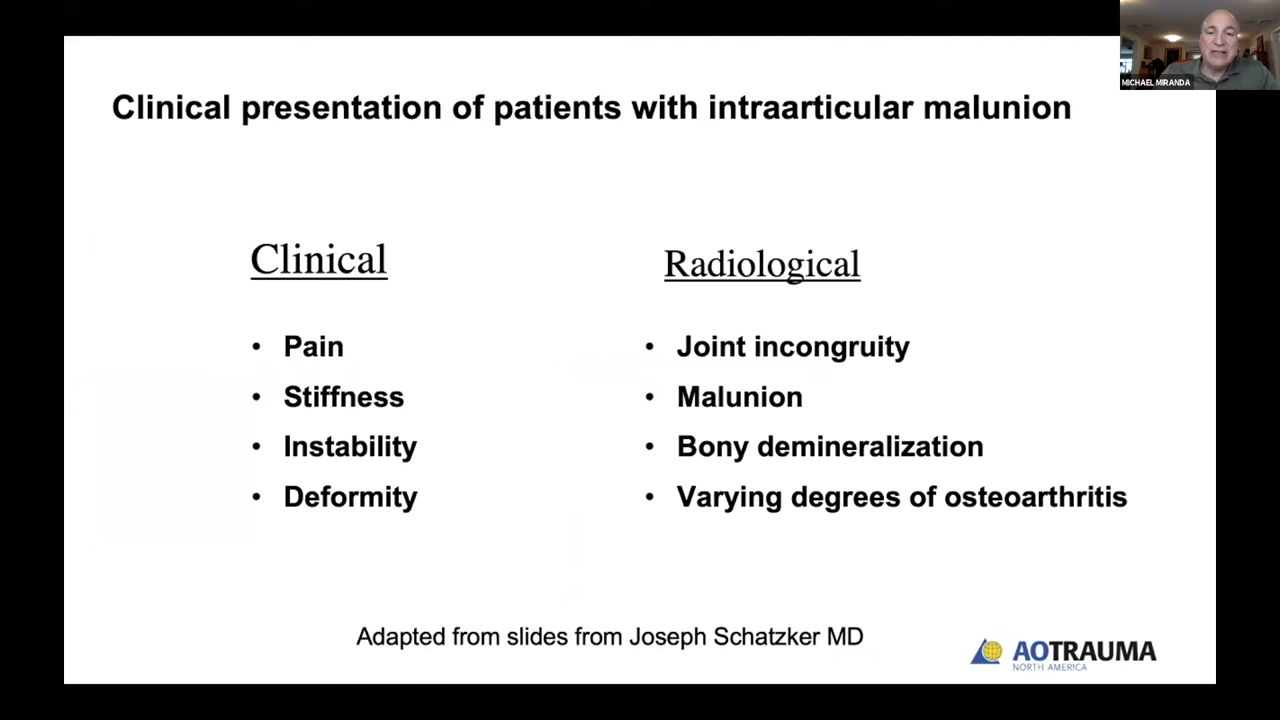 MICHAEL MIRANDA
Clinical presentation of patients with intraarticular malunion
Clinical
• Pain
• Stiffness
• Instability
• Deformity
Radiological
• Joint incongruity
• Malunion
• Bony demineralization
• Varying degrees of osteoarthritis
Adapted from slides from Joseph Schatzker MD
AOTRAUMA
NORTH AMERICA